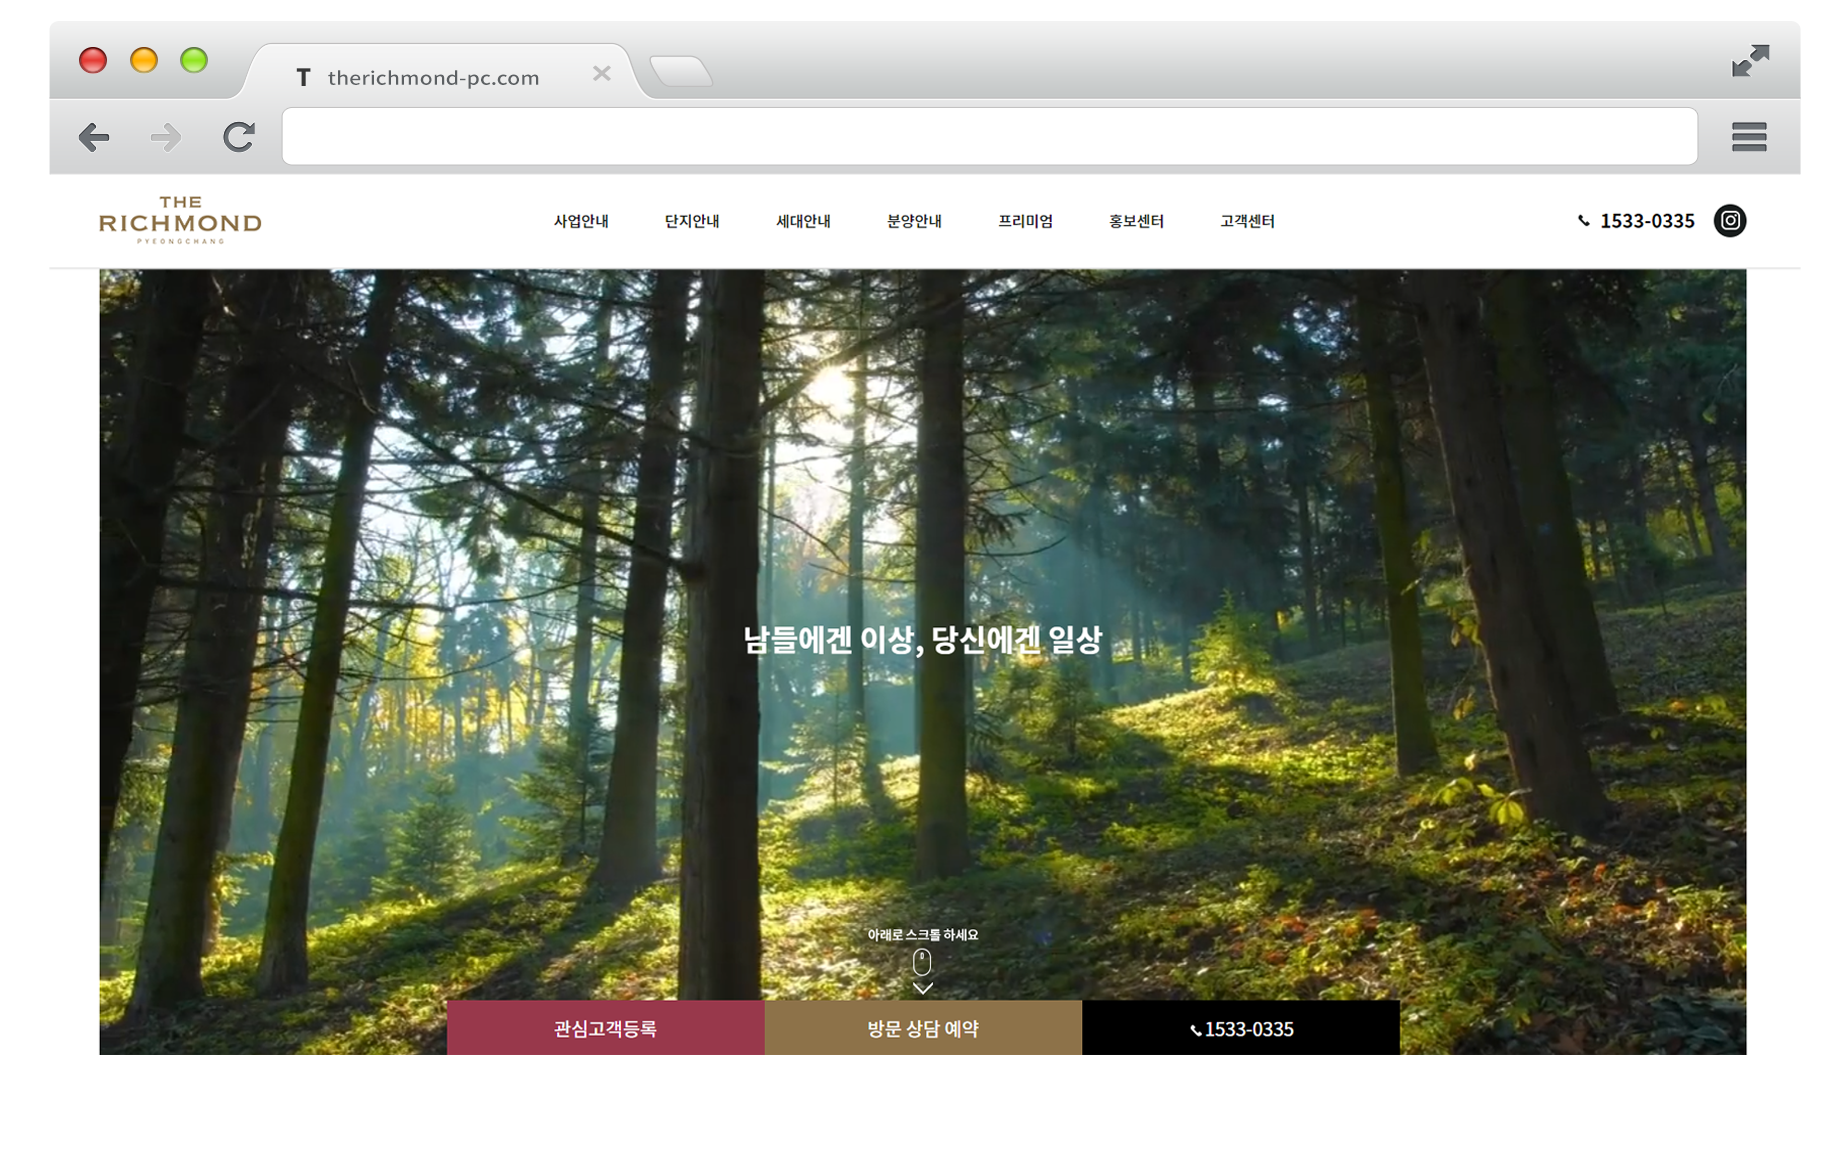 T therichmond-pc.com
THE
RICHMOND
PYEONGCHANG
사업안내 단지안내 세대안내 분양안내 프리미엄 홍보센터 고객센터 1533-0335
남들에겐 이상, 당신에겐 일상
아래로 스크롤 하세요
관심고객등록 방문 상담 예약 1533-0335